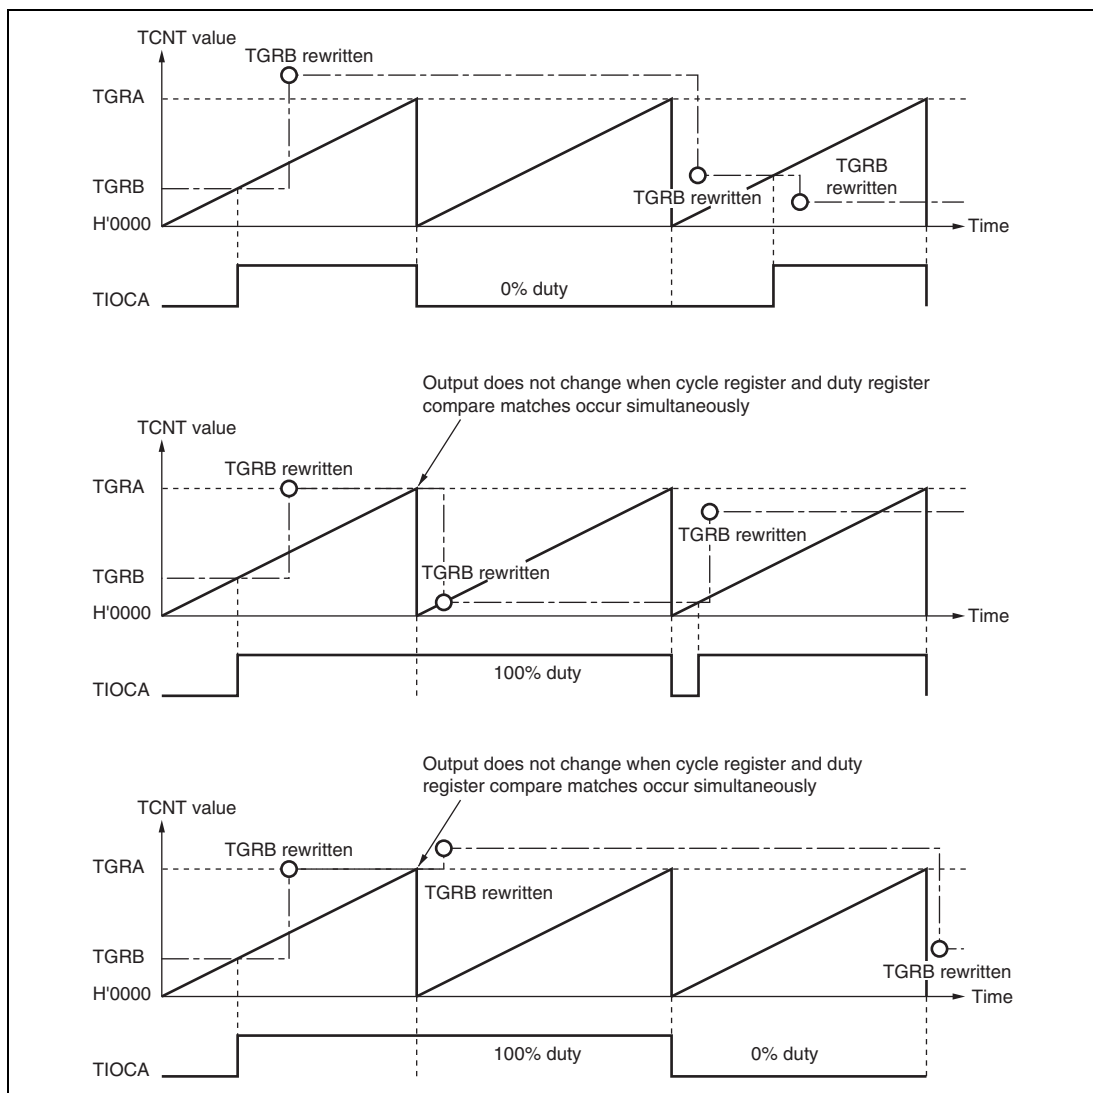 TCNT value
TGRB rewritten
TGRA
TGRB
rewritten
TGRB
TGRB rewritten
H'0000
Time
0% duty
TIOCA
Output does not change when cycle register and duty register
compare matches occur simultaneously
TCNT value
TGRB rewritten
TGRA
TGRB rewritten
TGRB
TGRB rewritten
H'0000
Time
100% duty
TIOCA
Output does not change when cycle register and duty
register compare matches occur simultaneously
TCNT value
TGRB rewritten
TGRA
TGRB rewritten
TGRB
TGRB rewritten
H'0000
Time
100% duty
0% duty
TIOCA